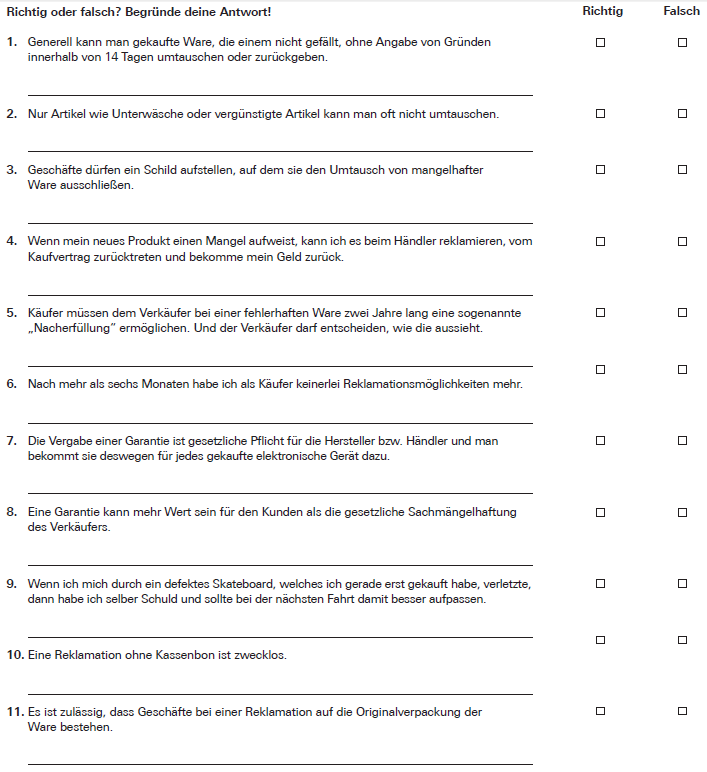 Richtig oder falsch? Begründe deine Antwort! Richtig Falsch
1. Generell kann man gekaufte Ware, die einem nicht gefällt, ohne Angabe von Gründen
innerhalb von 14 Tagen umtauschen oder zurückgeben.
2. Nur Artikel wie Unterwäsche oder vergünstigte Artikel kann man oft nicht umtauschen.
3. Geschäfte dürfen ein Schild aufstellen, auf dem sie den Umtausch von mangelhafter
Ware ausschließen.
4. Wenn mein neues Produkt einen Mangel aufweist, kann ich es beim Händler reklamieren, vom
Kaufvertrag zurücktreten und bekomme mein Geld zurück.
5. Käufer müssen dem Verkäufer bei einer fehlerhaften Ware zwei Jahre lang eine sogenannte
„Nacherfüllung“ ermöglichen. Und der Verkäufer darf entscheiden, wie die aussieht.
6. Nach mehr als sechs Monaten habe ich als Käufer keinerlei Reklamationsmöglichkeiten mehr.
7. Die Vergabe einer Garantie ist gesetzliche Pflicht für die Hersteller bzw. Händler und man
bekommt sie deswegen für jedes gekaufte elektronische Gerät dazu.
8. Eine Garantie kann mehr Wert sein für den Kunden als die gesetzliche Sachmängelhaftung
des Verkäufers.
9. Wenn ich mich durch ein defektes Skateboard, welches ich gerade erst gekauft habe, verletzte,
dann habe ich selber Schuld und sollte bei der nächsten Fahrt damit besser aufpassen.
10. Eine Reklamation ohne Kassenbon ist zwecklos.
11. Es ist zulässig, dass Geschäfte bei einer Reklamation auf die Originalverpackung der
Ware bestehen.